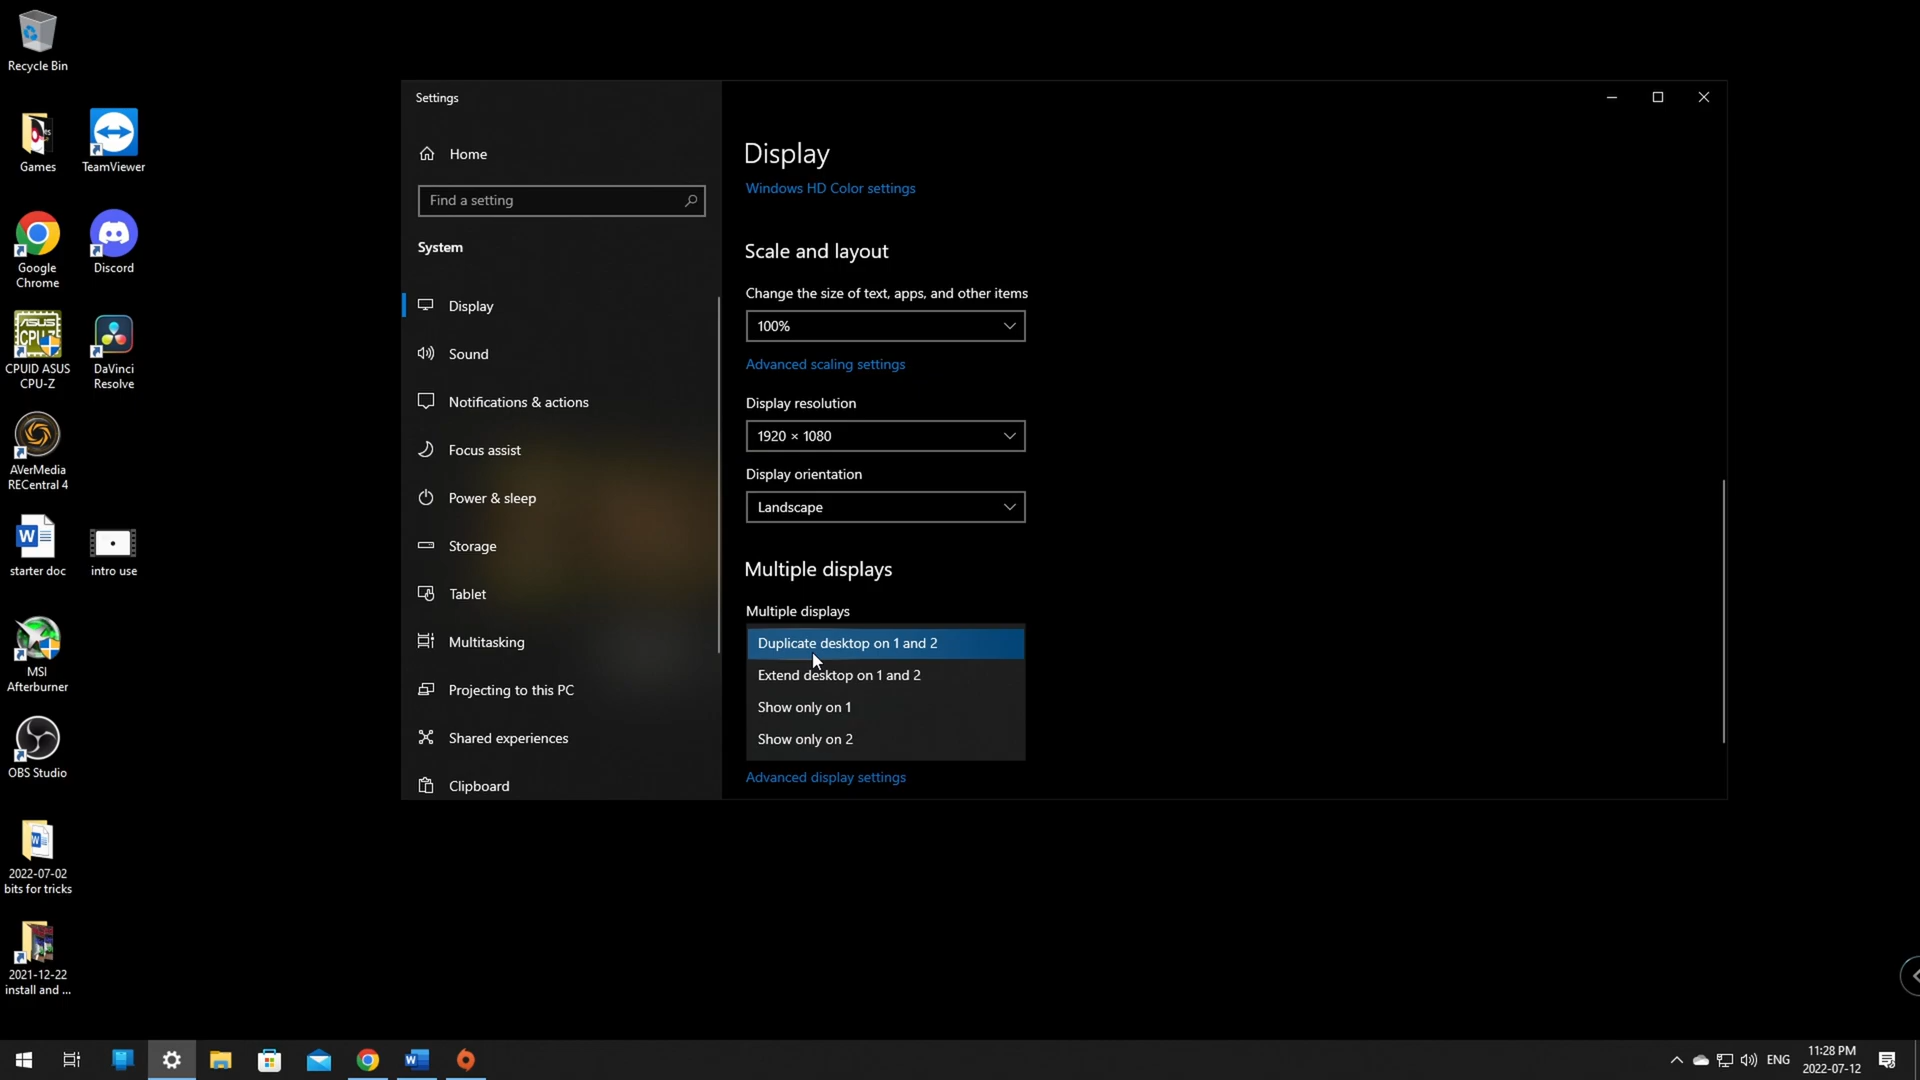 Recycle Bin
Games
TeamViewer
Google
Chrome
Discord
CPUID ASUS
CPU-Z
DaVinci
Resolve
AVerMedia
RECentral 4
starter doc
intro use
MSI
Afterburner
OBS Studio
2022-07-02
bits for tricks
2021-12-22
install and ...
Settings
Home
Find a setting
System
Display
Sound
Notifications & actions
Focus assist
Power & sleep
Storage
Tablet
Multitasking
Projecting to this PC
Shared experiences
Clipboard
Display
Windows HD Color settings
Scale and layout
Change the size of text, apps, and other items
100%
Advanced scaling settings
Display resolution
1920 × 1080
Display orientation
Landscape
Multiple displays
Multiple displays
Duplicate desktop on 1 and 2
Extend desktop on 1 and 2
Show only on 1
Show only on 2
Advanced display settings
ENG
11:28 PM
2022-07-12